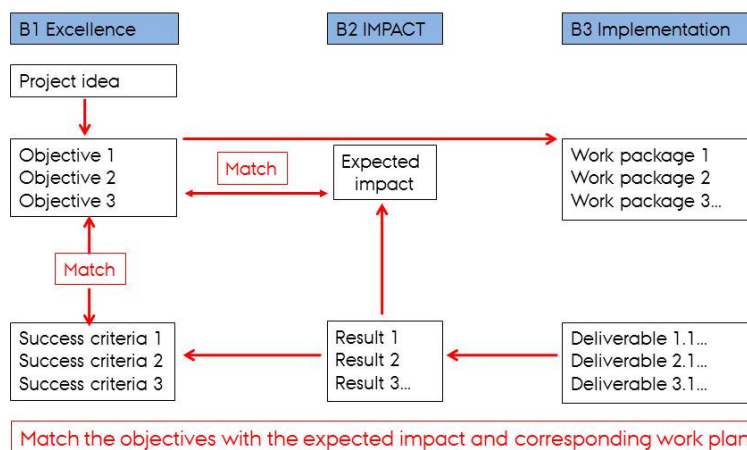 B1 Excellence
B2 IMPACT
B3 Implementation
Project idea
Objective 1
Objective 2
Objective 3
Match
Expected
impact
Work package 1
Work package 2
Work package 3...
Match
Success criteria 1
Success criteria 2
Success criteria 3
Result 1
Result 2
Result 3...
Deliverable 1.1...
Deliverable 2.1...
Deliverable 3.1...
Match the objectives with the expected impact and corresponding work plan